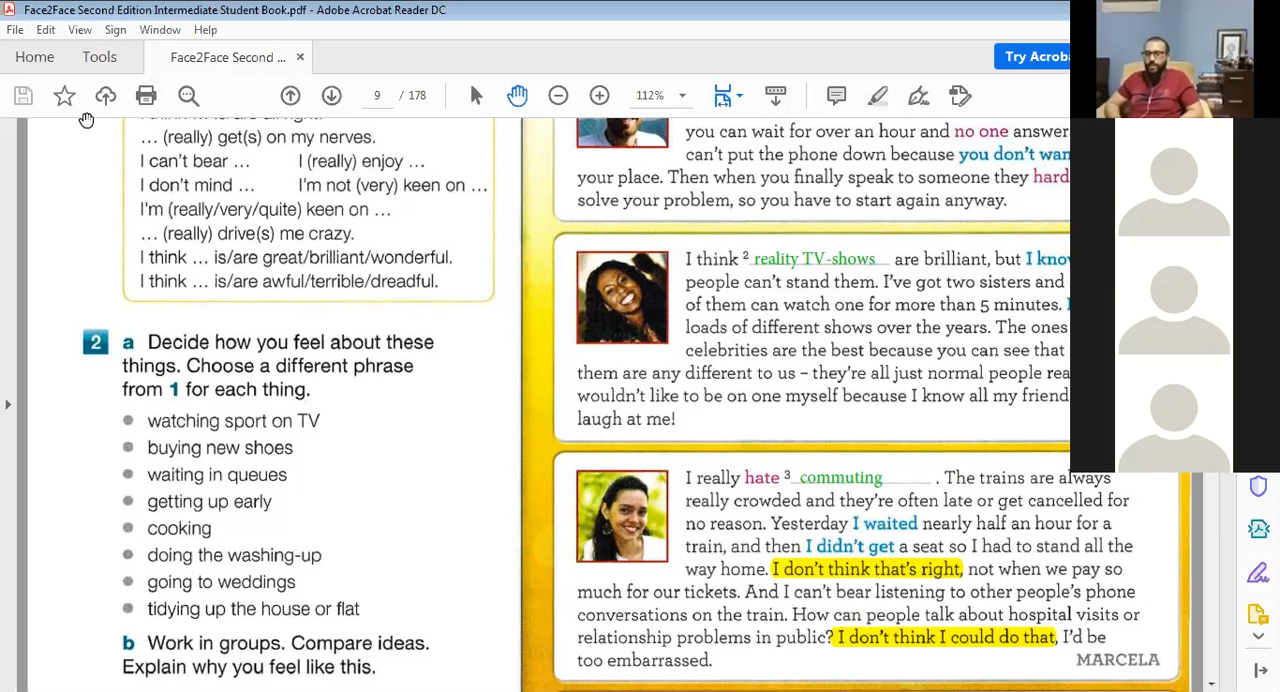 Face2Face Second Edition Intermediate Student Book.pdf - Adobe Acrobat Reader DC
File Edit View Sign Window Help
Home Tools Face2Face Second ... × Try Acroba
9 / 178 112%
… (really) get(s) on my nerves.
I can't bear … I (really) enjoy …
I don't mind … I'm not (very) keen on …
I'm (really/very/quite) keen on …
… (really) drive(s) me crazy.
I think … is/are great/brilliant/wonderful.
I think … is/are awful/terrible/dreadful.
2 a Decide how you feel about these
things. Choose a different phrase
from 1 for each thing.
watching sport on TV
buying new shoes
waiting in queues
getting up early
cooking
doing the washing-up
going to weddings
tidying up the house or flat
b Work in groups. Compare ideas.
Explain why you feel like this.
you can wait for over an hour and no one answer
can't put the phone down because you don't wan
your place. Then when you finally speak to someone they hard
solve your problem, so you have to start again anyway.
I think 2 reality TV-shows are brilliant, but I know
people can't stand them. I've got two sisters and
of them can watch one for more than 5 minutes.
loads of different shows over the years. The ones
celebrities are the best because you can see that
them are any different to us – they're all just normal people rea
wouldn't like to be on one myself because I know all my friend
laugh at me!
I really hate 3 commuting . The trains are always
really crowded and they're often late or get cancelled for
no reason. Yesterday I waited nearly half an hour for a
train, and then I didn't get a seat so I had to stand all the
way home. I don't think that's right, not when we pay so
much for our tickets. And I can't bear listening to other people's phone
conversations on the train. How can people talk about hospital visits or
relationship problems in public? I don't think I could do that, I'd be
too embarrassed.
MARCELA